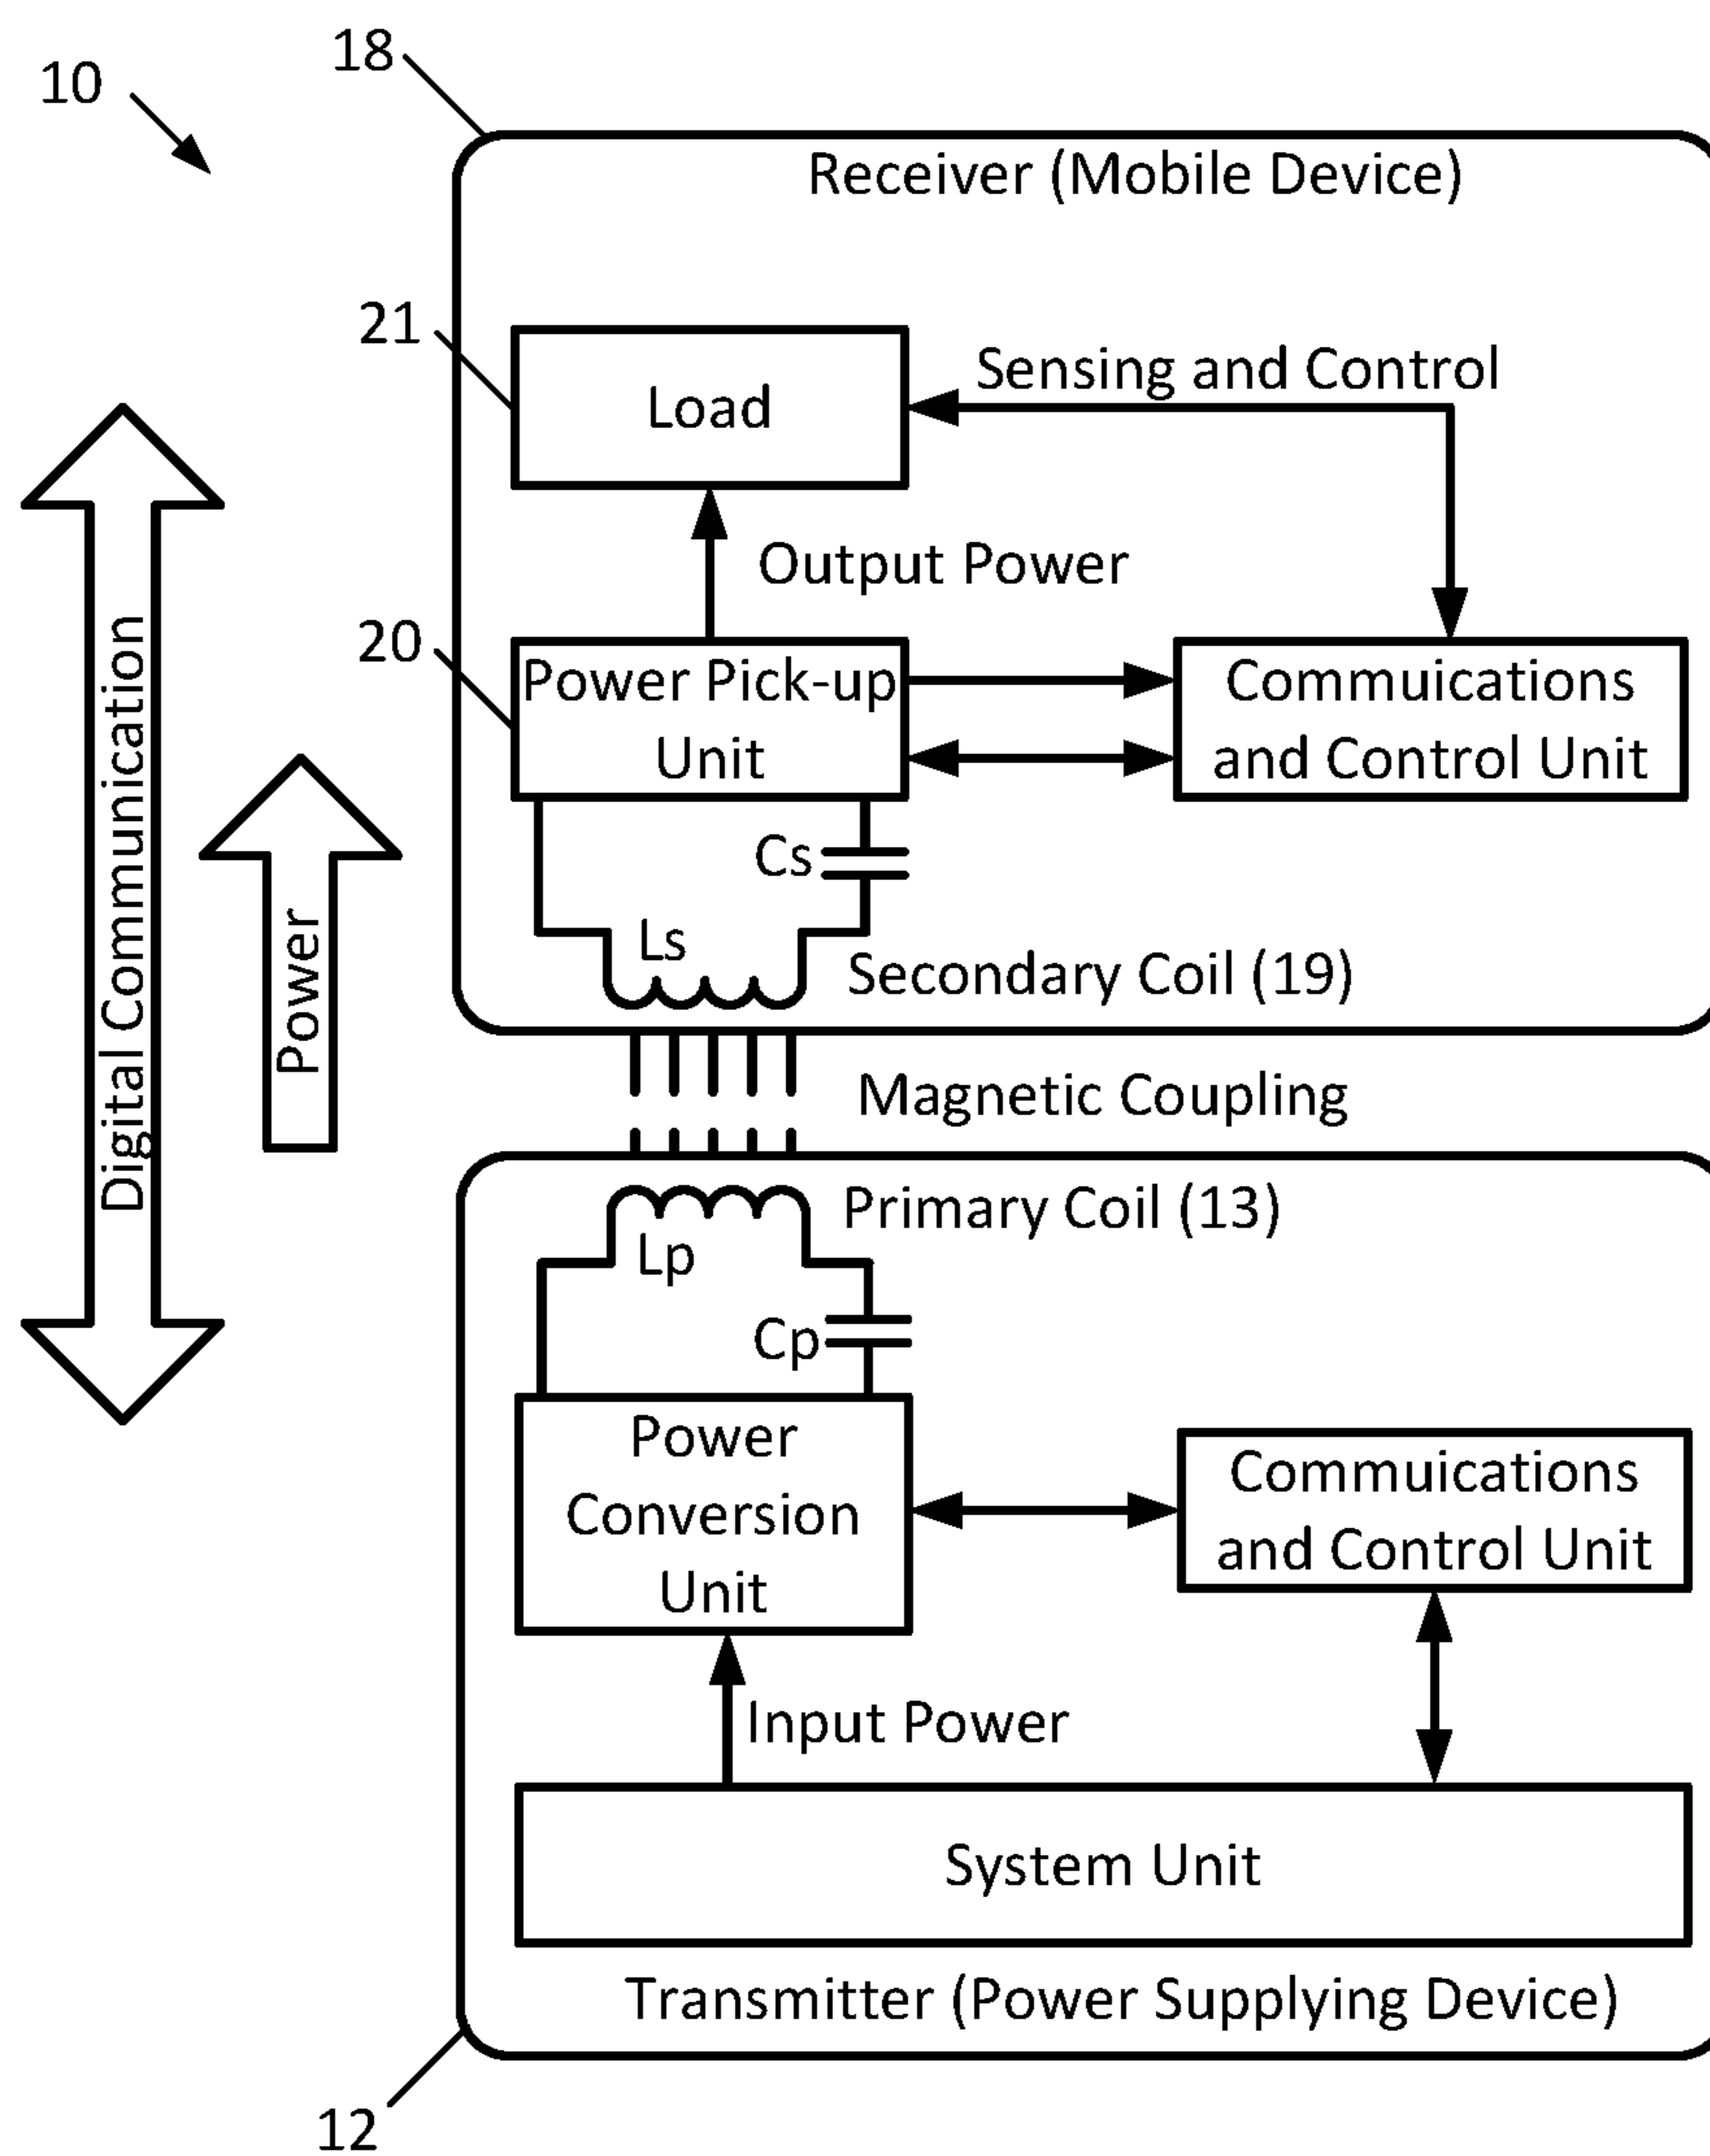 10
18
Receiver (Mobile Device)
21
Load
Sensing and Control
Output Power
20
Power Pick-up
Unit
Commuications
and Control Unit
Cs
Ls
Secondary Coil (19)
Digital Communication
Power
Magnetic Coupling
Primary Coil (13)
Lp
Cp
Power
Conversion
Unit
Commuications
and Control Unit
Input Power
System Unit
Transmitter (Power Supplying Device)
12